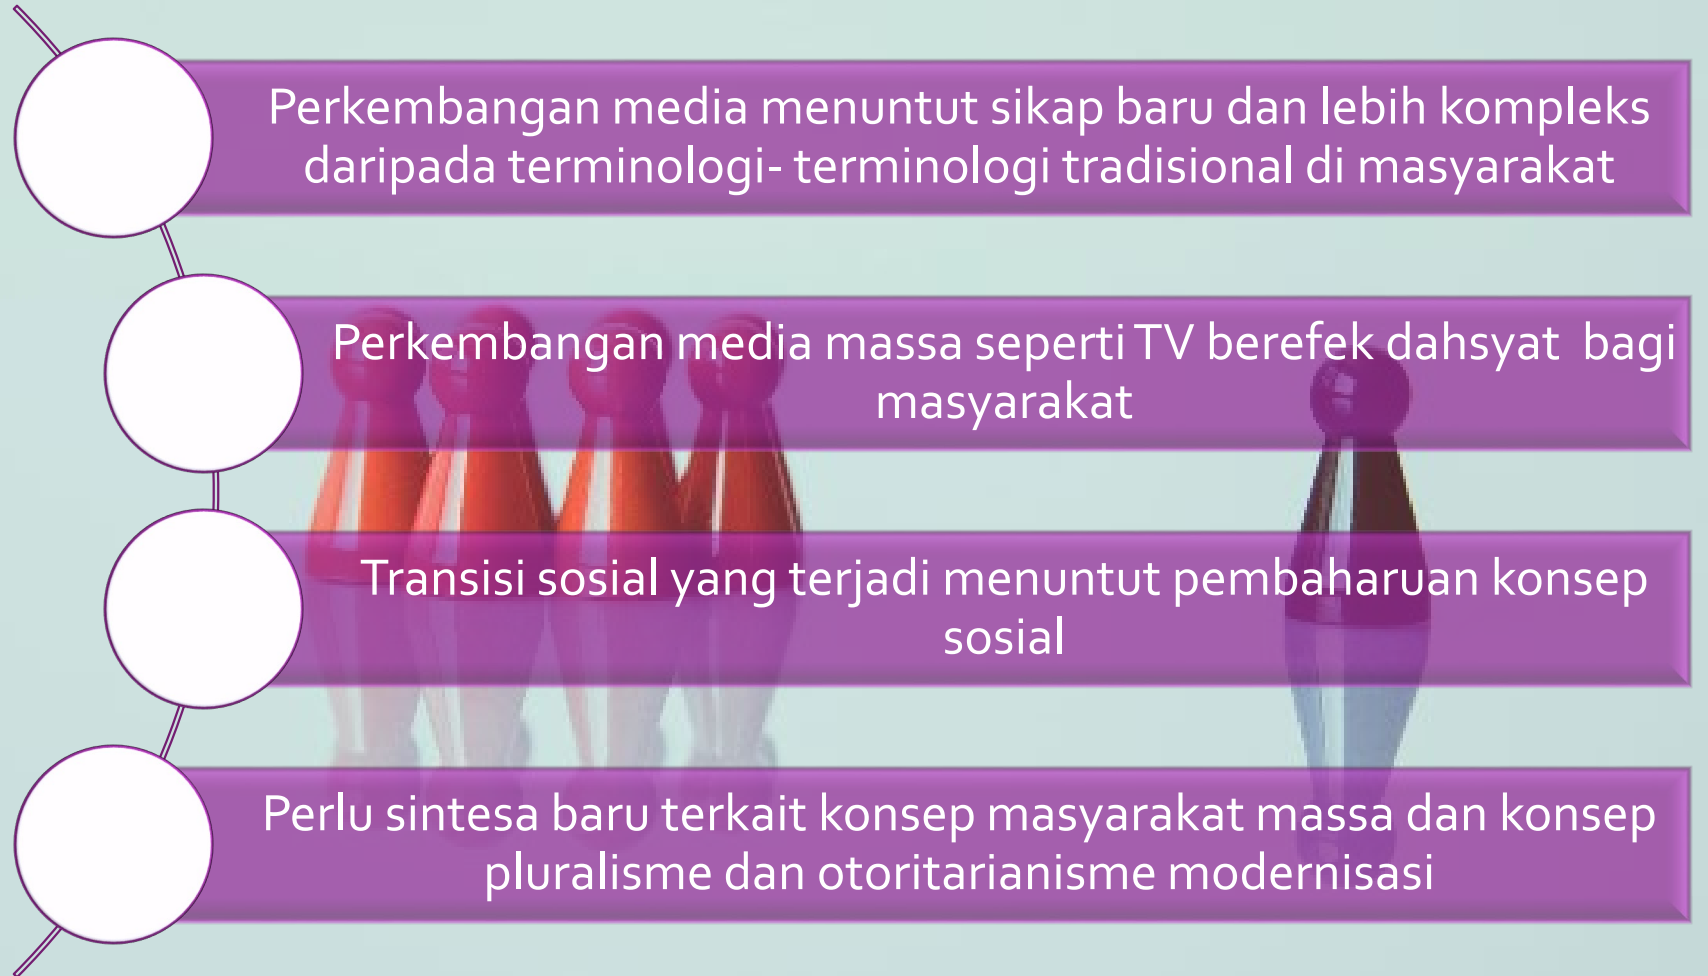 Perkembangan media menuntut sikap baru dan lebih kompleks
daripada terminologi- terminologi tradisional di masyarakat
Perkembangan media massa seperti TV berefek dahsyat  bagi
masyarakat
Transisi sosial yang terjadi menuntut pembaharuan konsep
sosial
Perlu sintesa baru terkait konsep masyarakat massa dan konsep
pluralisme dan otoritarianisme modernisasi